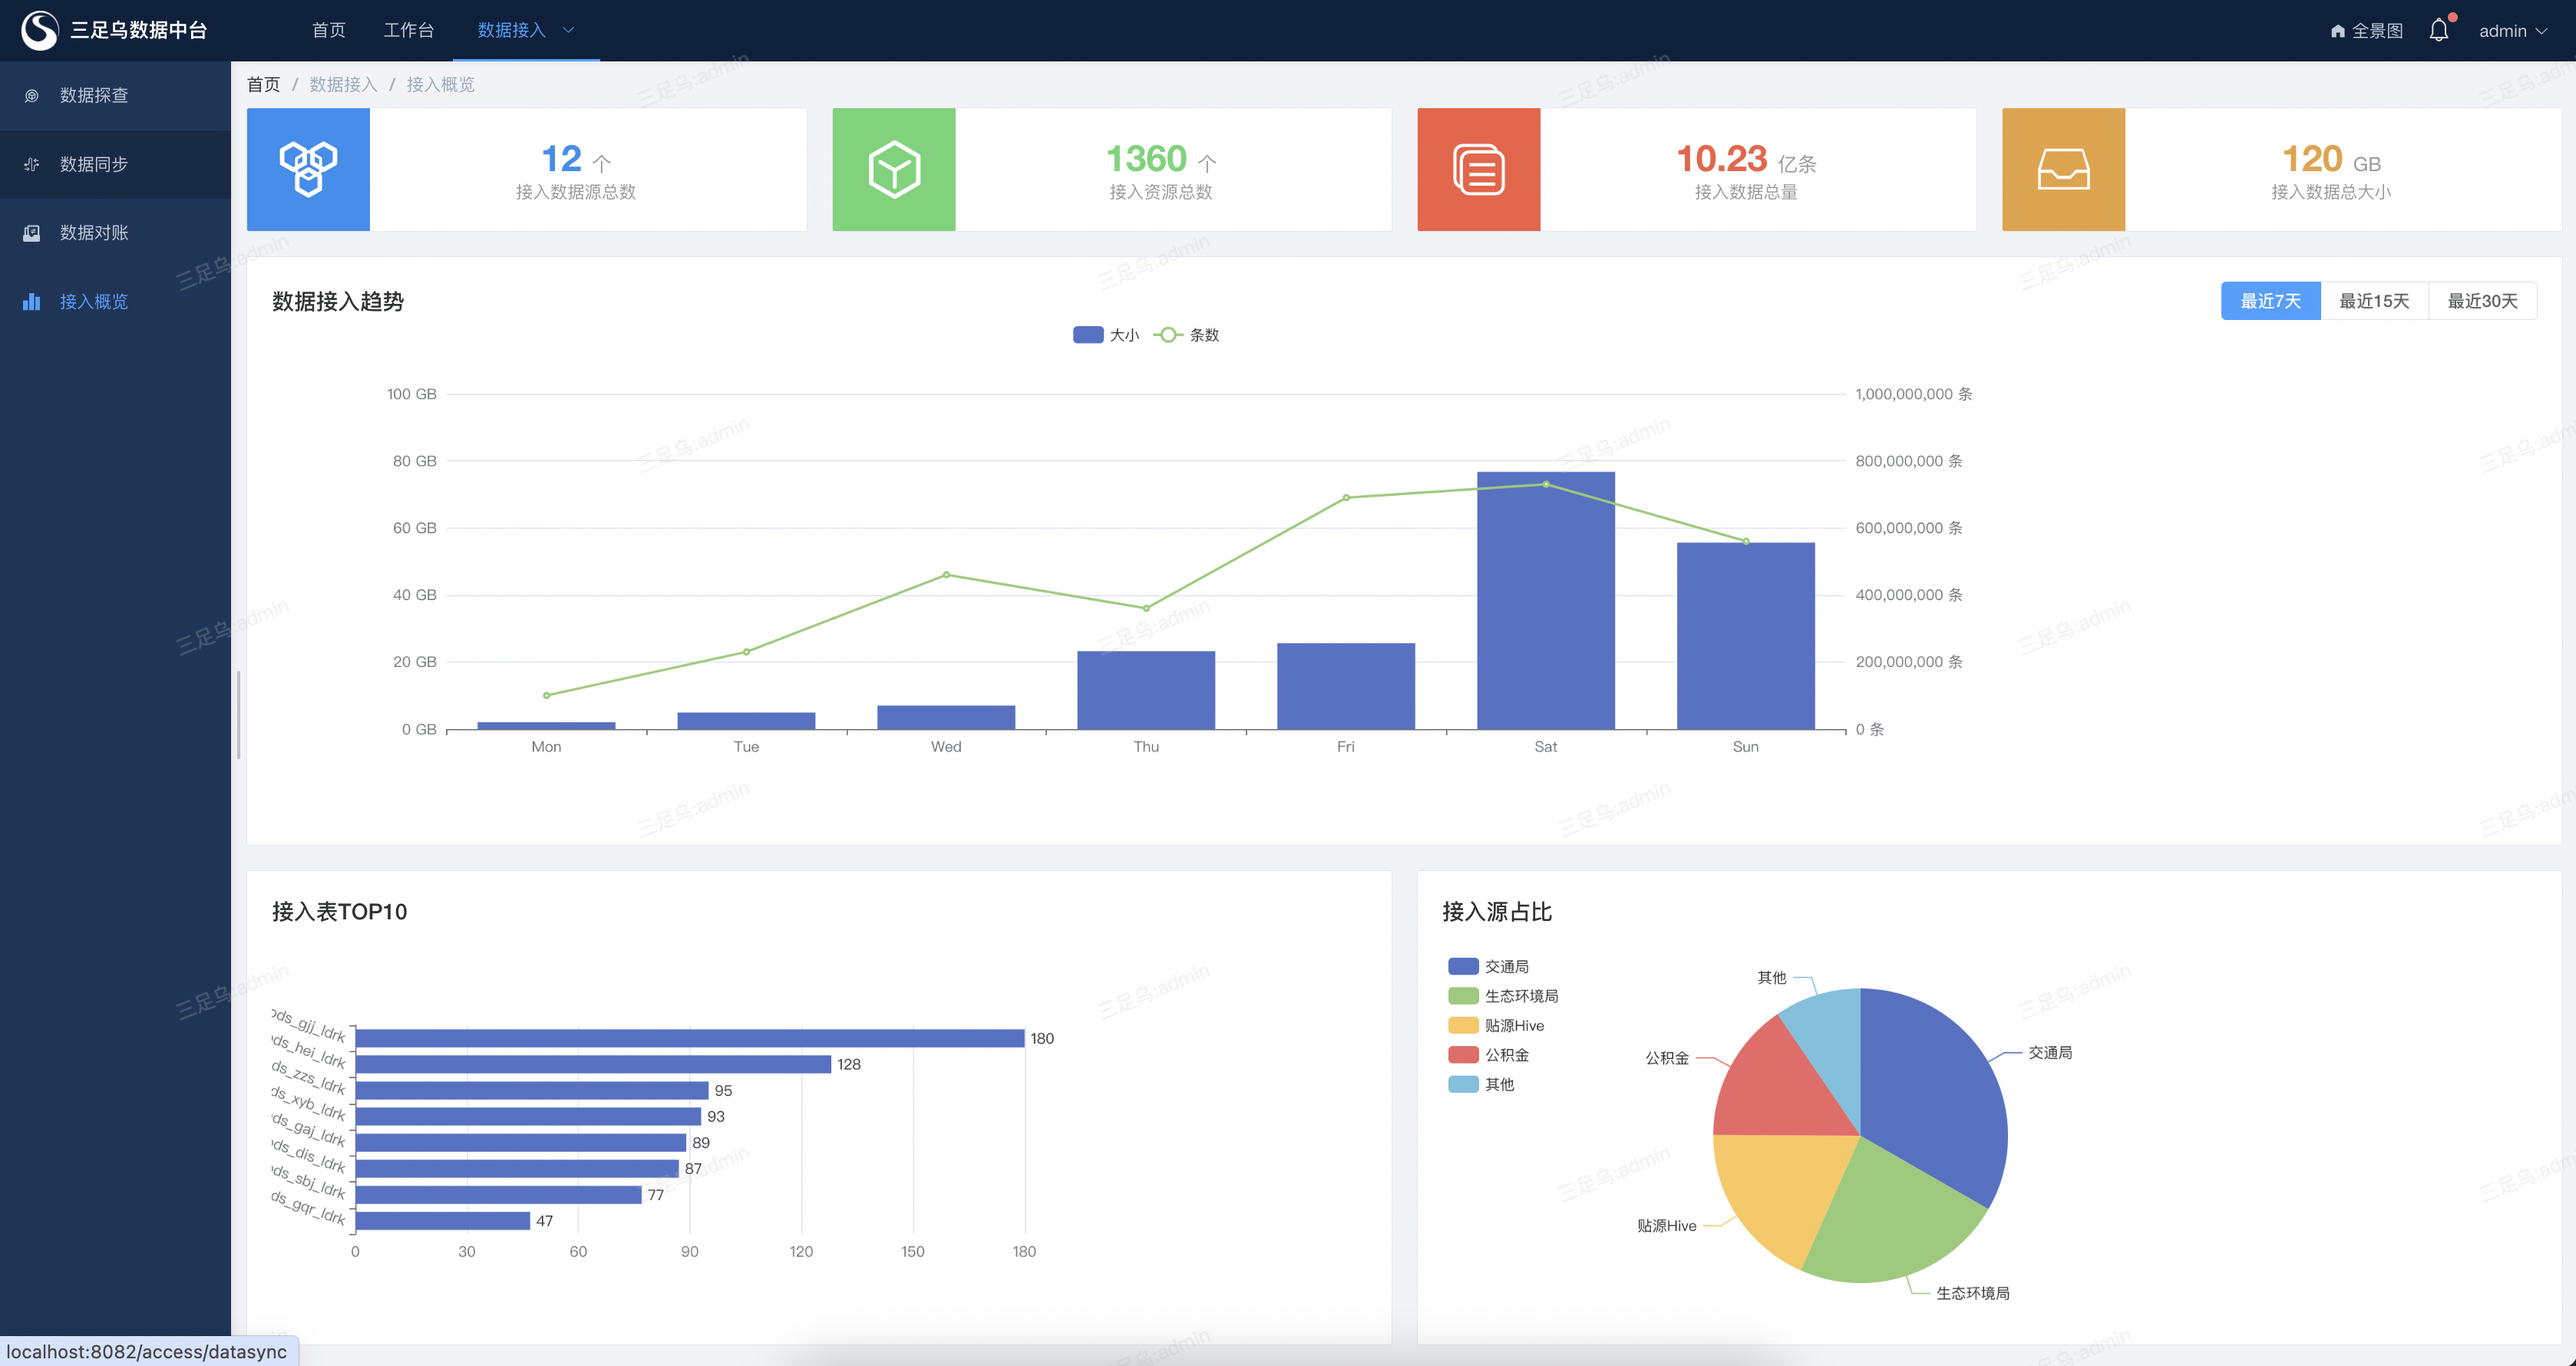 三足乌数据中台
首页 工作台 数据接入
全景图 admin
数据探查
数据同步
数据对账
接入概览
首页 / 数据接入 / 接入概览
12 个
接入数据源总数
1360 个
接入资源总数
10.23 亿条
接入数据总量
120 GB
接入数据总大小
数据接入趋势
最近7天 最近15天 最近30天
大小 条数
100 GB
80 GB
60 GB
40 GB
20 GB
0 GB
1,000,000,000 条
800,000,000 条
600,000,000 条
400,000,000 条
200,000,000 条
0 条
Mon Tue Wed Thu Fri Sat Sun
接入表TOP10
ds_gjj_ldrk 180
ds_hei_ldrk 128
ds_zzs_ldrk 95
ds_xyb_ldrk 93
ds_gaj_ldrk 89
ds_dis_ldrk 87
ds_sbj_ldrk 77
ds_gqr_ldrk 47
0 30 60 90 120 150 180
接入源占比
交通局
生态环境局
贴源Hive
公积金
其他
其他
交通局
公积金
贴源Hive
生态环境局
localhost:8082/access/datasync
三足乌:admin